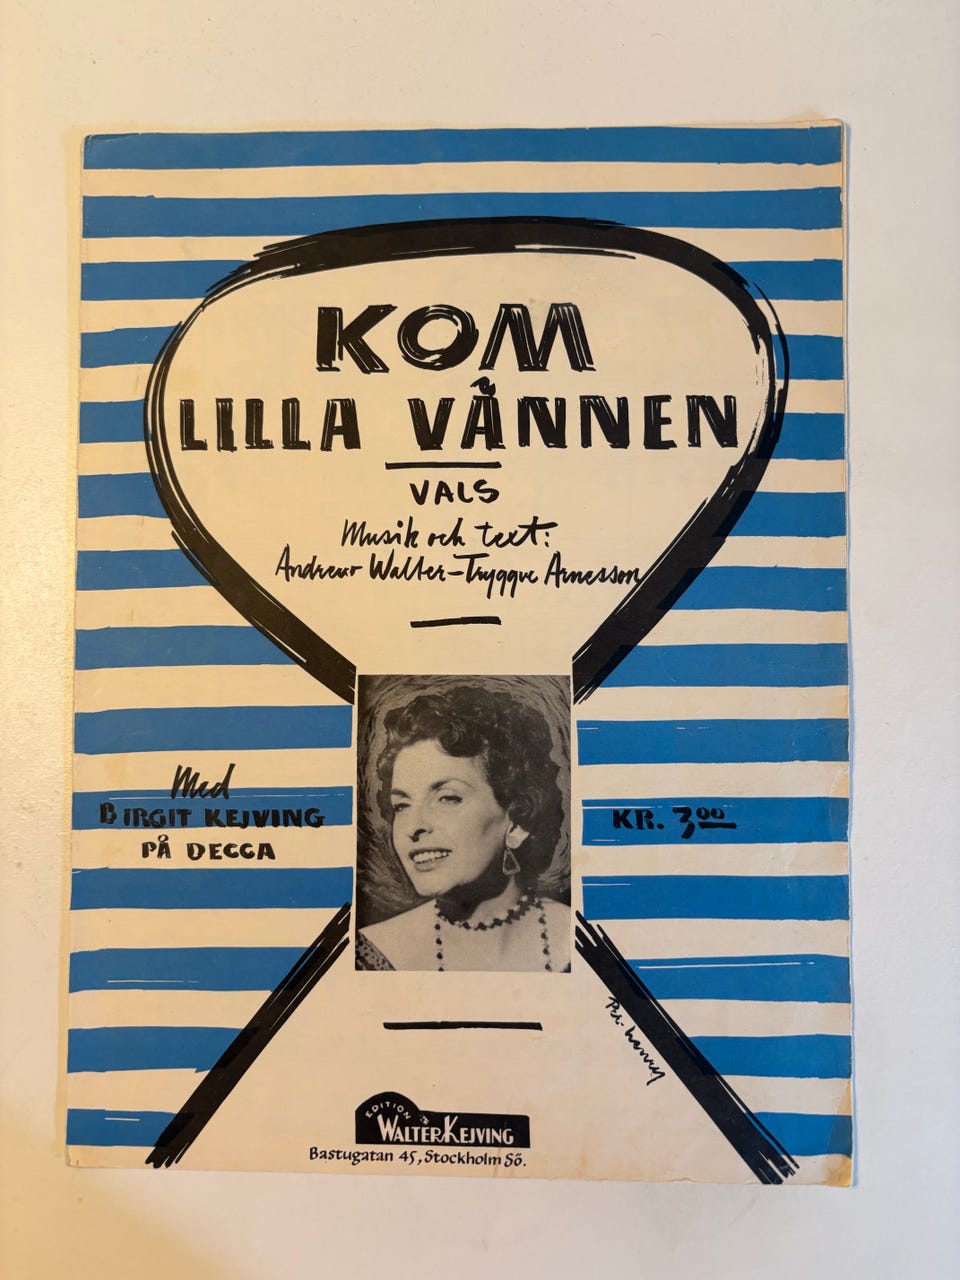 KOM
LILLA VÄNNEN
VALS
Musik och text:
Andrew Walter-Tryggve Arnesson
Med
BIRGIT KEJVING
PÅ DECCA
KR. 3.00
EDITION
WALTER KEJVING
Bastugatan 45, Stockholm Sö.